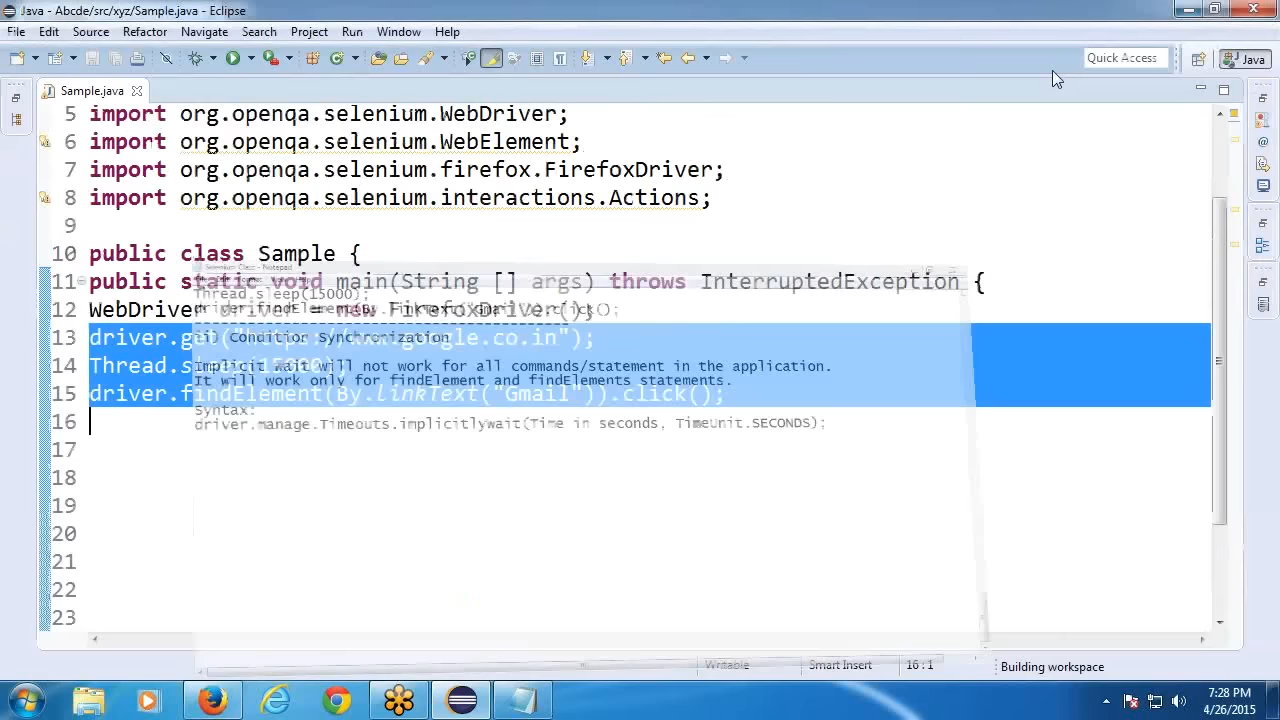 Java - Abcde/src/xyz/Sample.java - Eclipse
File Edit Source Refactor Navigate Search Project Run Window Help
Quick Access
Java
Sample.java
5 import org.openqa.selenium.WebDriver;
6 import org.openqa.selenium.WebElement;
7 import org.openqa.selenium.firefox.FirefoxDriver;
8 import org.openqa.selenium.interactions.Actions;
9
10 public class Sample {
Selenium Class - Notepad
11 public static void main(String [] args) throws InterruptedException {
Thread.sleep(15000);
12 WebDriver driver = new FirefoxDriver();
13 driver.get("https://www.google.co.in");
Condition Synchronization
14 Thread.sleep(15000);
Implicit wait will not work for all commands/statement in the application.
It will work only for findElement and findElements statements.
15 driver.findElement(By.linkText("Gmail")).click();
Syntax:
16
driver.manage.Timeouts.implicitlywait(Time in seconds, TimeUnit.SECONDS);
17
18
19
20
21
22
23
Writable Smart Insert 16 : 1 Building workspace
7:28 PM
4/26/2015